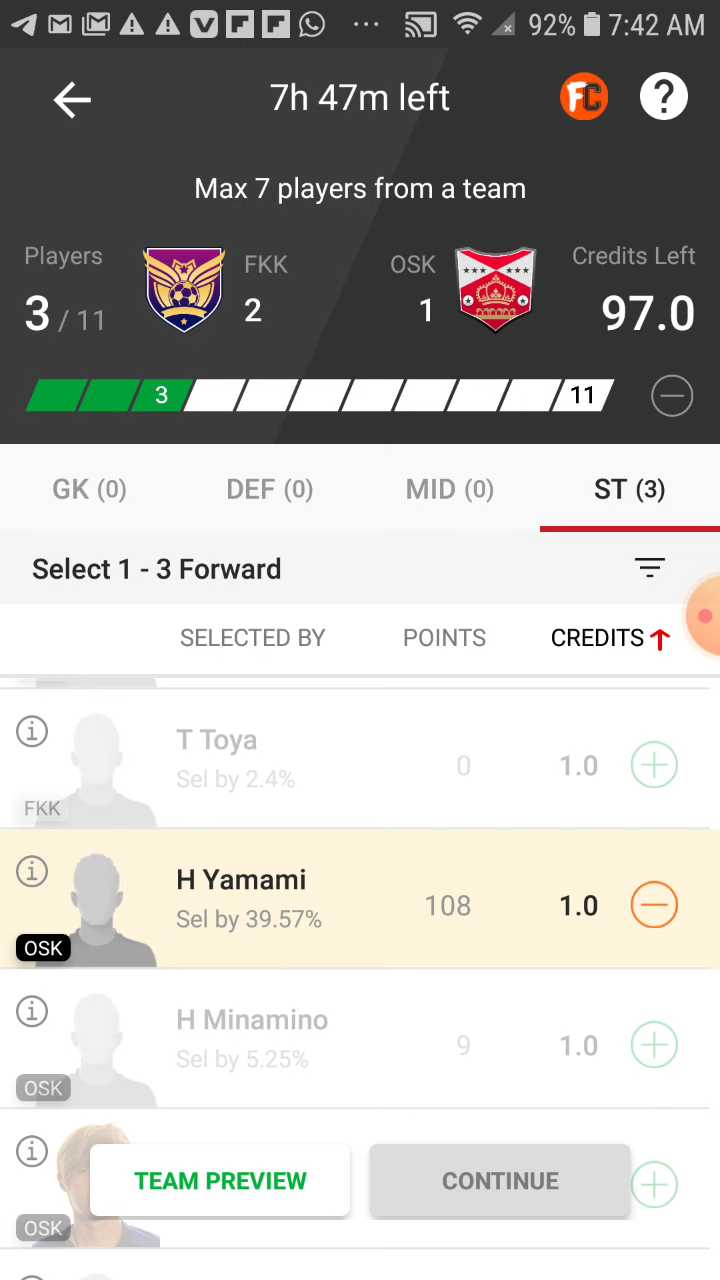 92% 7:42 AM
7h 47m left
FC
?
Max 7 players from a team
Players
3 / 11
FKK
2
OSK
1
Credits Left
97.0
3
11
GK (0)
DEF (0)
MID (0)
ST (3)
Select 1 - 3 Forward
SELECTED BY
POINTS
CREDITS
T Toya
Sel by 2.4%
0
1.0
FKK
H Yamami
Sel by 39.57%
108
1.0
OSK
H Minamino
Sel by 5.25%
9
1.0
OSK
TEAM PREVIEW
CONTINUE
OSK